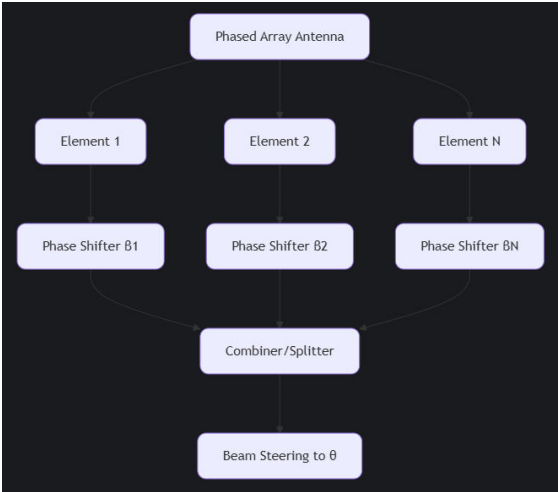 Phased Array Antenna
Element 1
Element 2
Element N
Phase Shifter β1
Phase Shifter β2
Phase Shifter βN
Combiner/Splitter
Beam Steering to θ